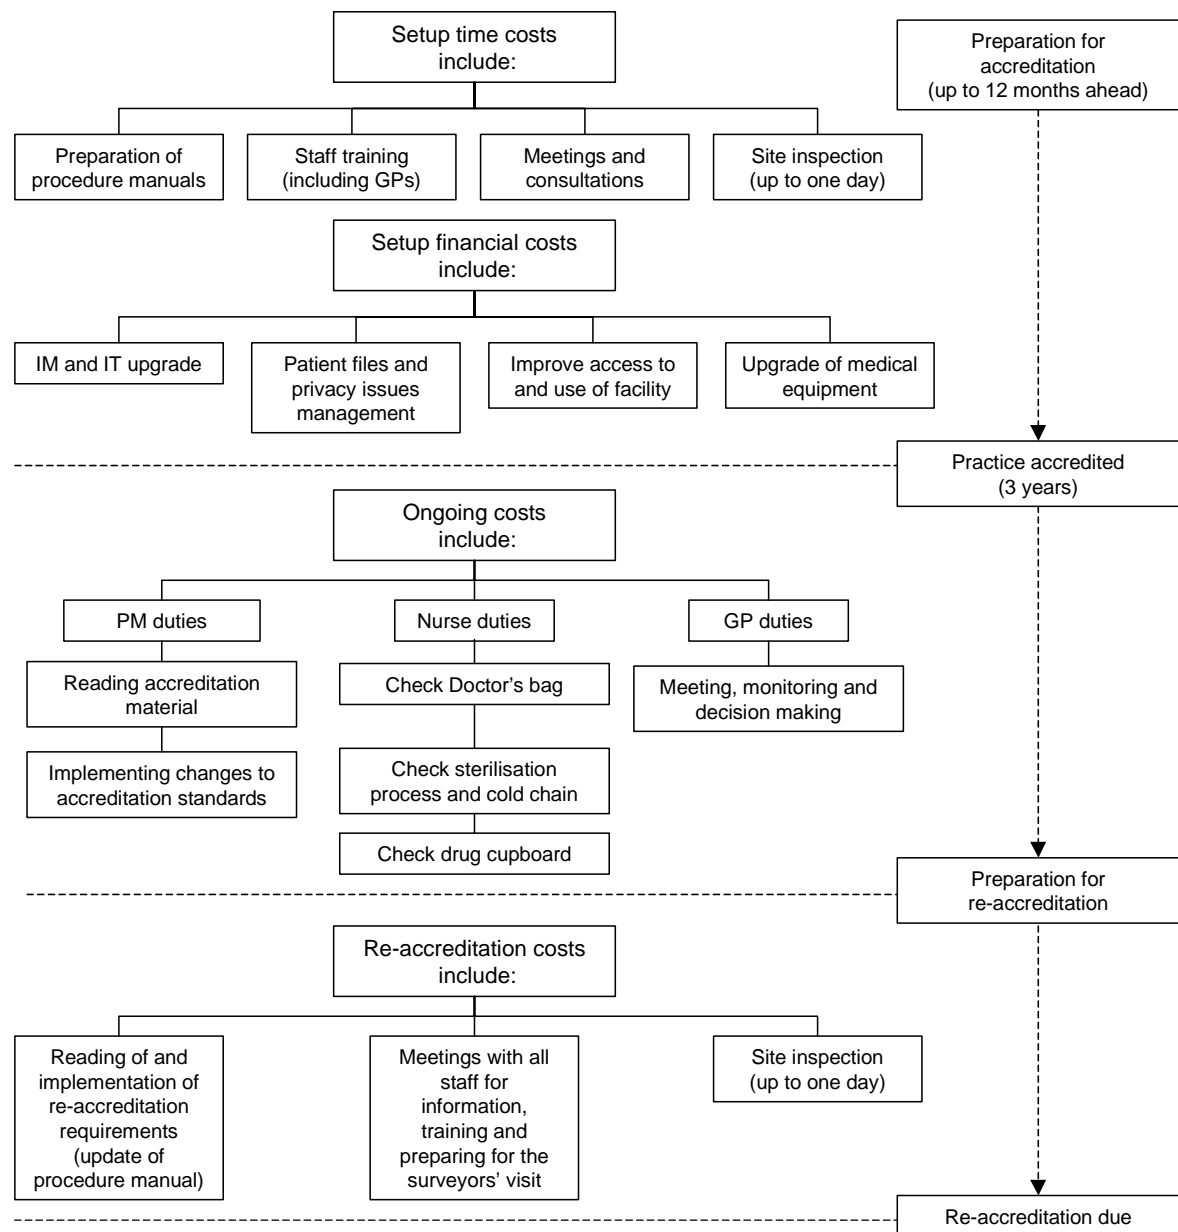 Setup time costs
include:
Preparation for
accreditation
(up to 12 months ahead)
Preparation of
procedure manuals
Staff training
(including GPs)
Meetings and
consultations
Site inspection
(up to one day)
Setup financial costs
include:
IM and IT upgrade
Patient files and
privacy issues
management
Improve access to
and use of facility
Upgrade of medical
equipment
Practice accredited
(3 years)
Ongoing costs
include:
PM duties
Nurse duties
GP duties
Reading accreditation
material
Check Doctor’s bag
Meeting, monitoring and
decision making
Implementing changes to
accreditation standards
Check sterilisation
process and cold chain
Check drug cupboard
Preparation for
re-accreditation
Re-accreditation costs
include:
Reading of and
implementation of
re-accreditation
requirements
(update of
procedure manual)
Meetings with all
staff for
information,
training and
preparing for the
surveyors’ visit
Site inspection
(up to one day)
Re-accreditation due